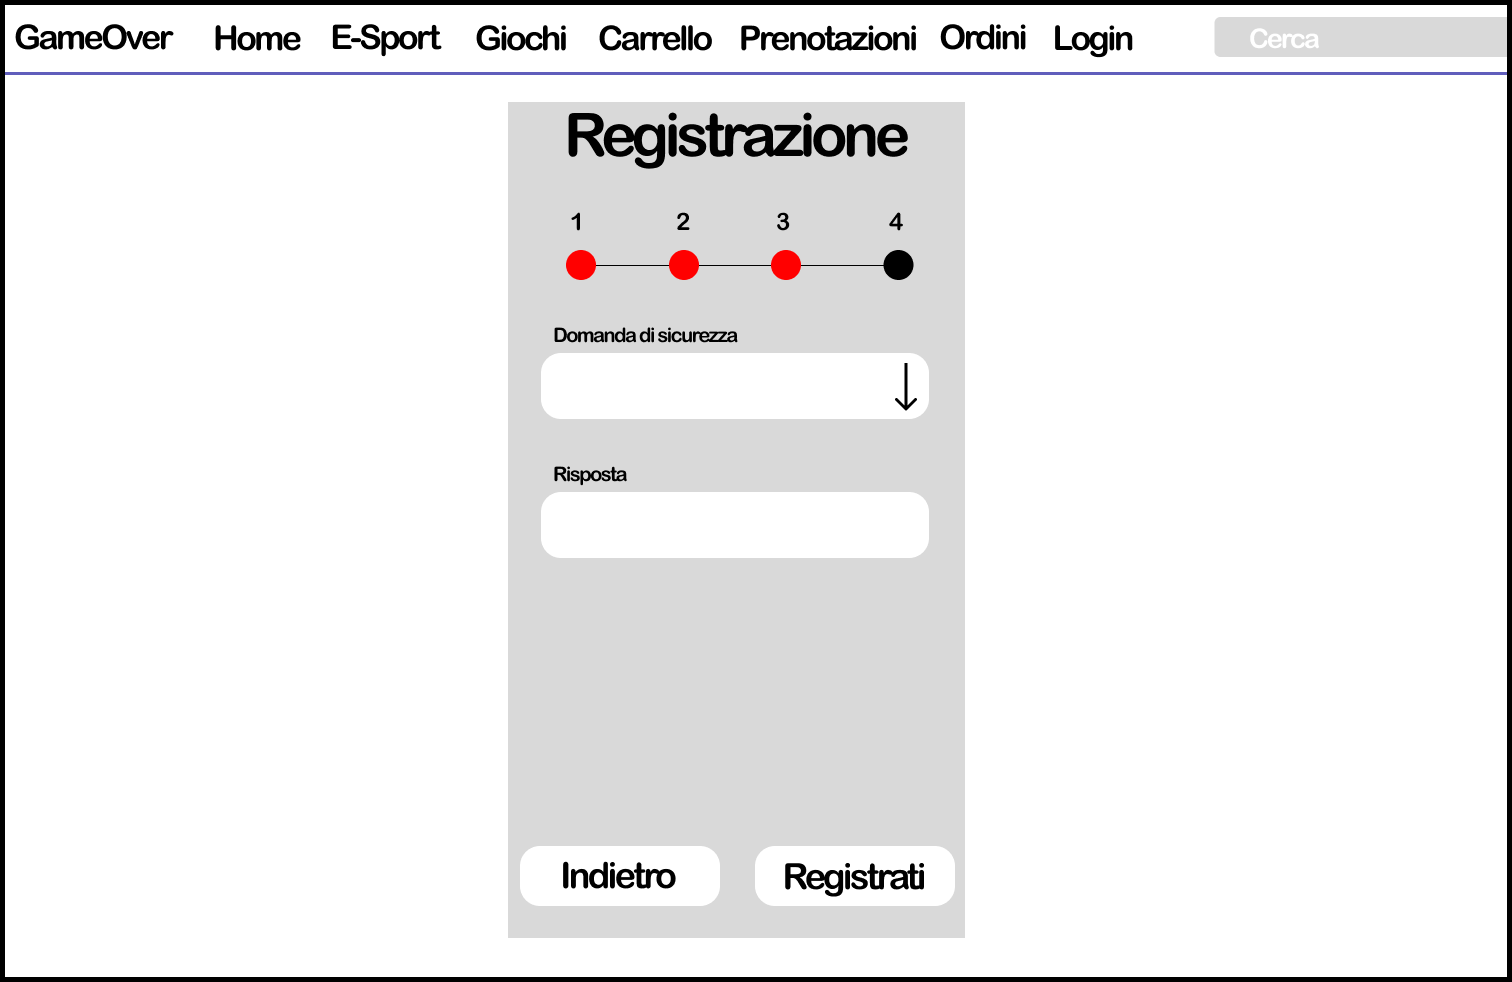 GameOver Home E-Sport Giochi Carrello Prenotazioni Ordini Login Cerca
Registrazione
1 2 3 4
Domanda di sicurezza
Risposta
Indietro Registrati